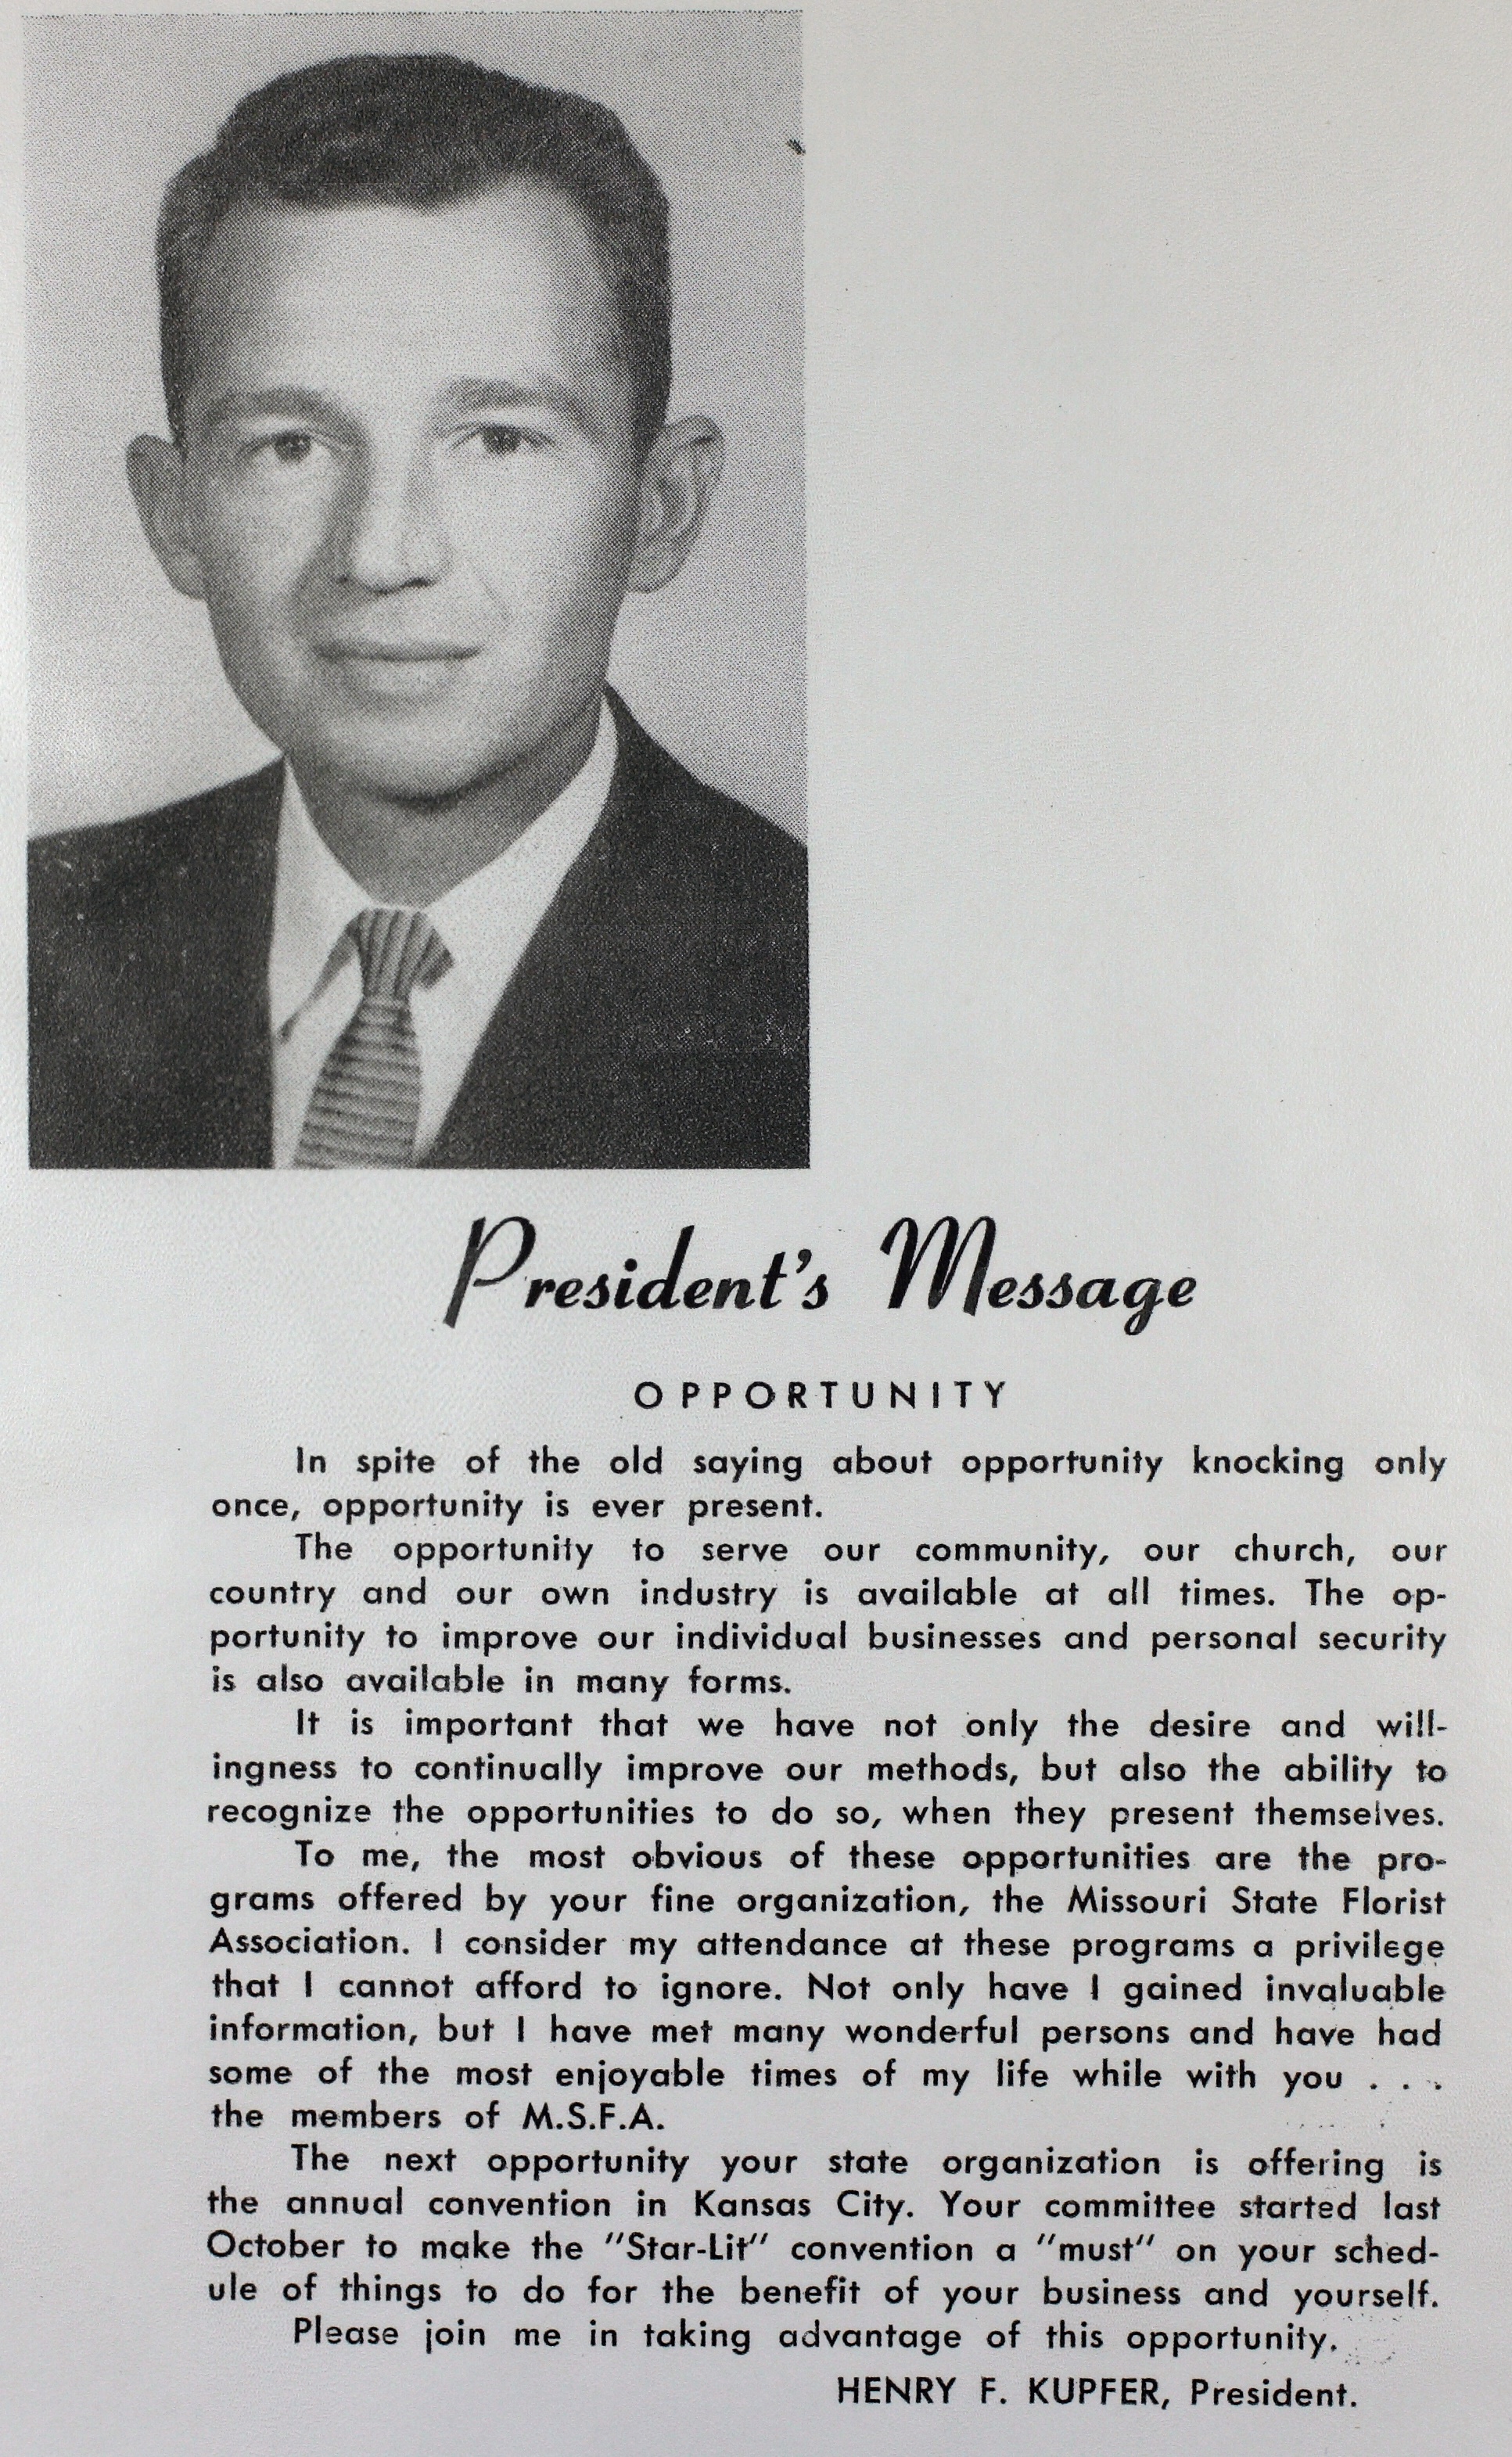 President's Message
OPPORTUNITY
In spite of the old saying about opportunity knocking only
once, opportunity is ever present.
The opportunity to serve our community, our church, our
country and our own industry is available at all times. The op-
portunity to improve our individual businesses and personal security
is also available in many forms.
It is important that we have not only the desire and will-
ingness to continually improve our methods, but also the ability to
recognize the opportunities to do so, when they present themselves.
To me, the most obvious of these opportunities are the pro-
grams offered by your fine organization, the Missouri State Florist
Association. I consider my attendance at these programs a privilege
that I cannot afford to ignore. Not only have I gained invaluable
information, but I have met many wonderful persons and have had
some of the most enjoyable times of my life while with you . . .
the members of M.S.F.A.
The next opportunity your state organization is offering is
the annual convention in Kansas City. Your committee started last
October to make the "Star-Lit" convention a "must" on your sched-
ule of things to do for the benefit of your business and yourself.
Please join me in taking advantage of this opportunity.
HENRY F. KUPFER, President.